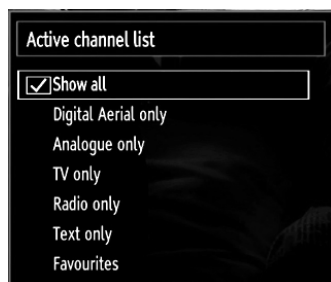 Active channel list
Show all
Digital Aerial only
Analogue only
TV only
Radio only
Text only
Favourites